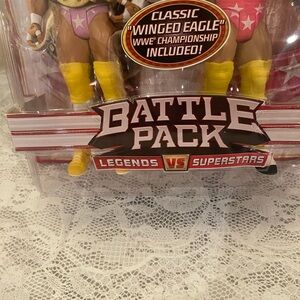 CLASSIC
"WINGED EAGLE"
WWE CHAMPIONSHIP
INCLUDED!
BATTLE
PACK
LEGENDS VS SUPERSTARS